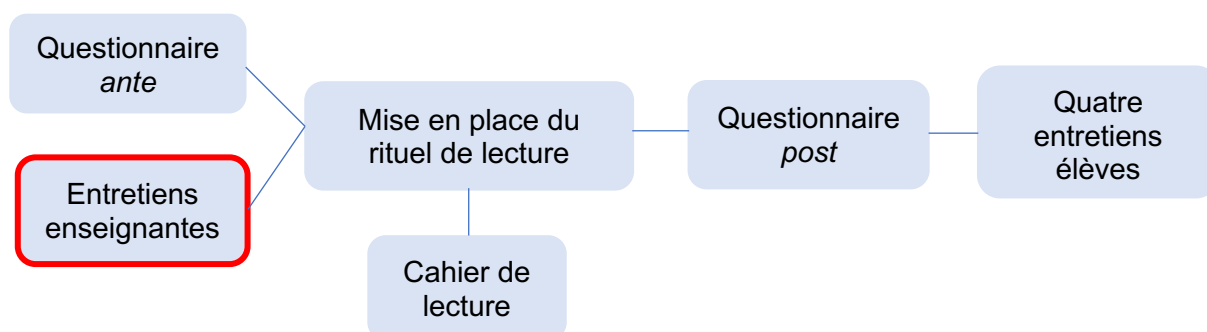 Questionnaire
ante
Entretiens
enseignantes
Mise en place du
rituel de lecture
Cahier de
lecture
Questionnaire
post
Quatre
entretiens
élèves